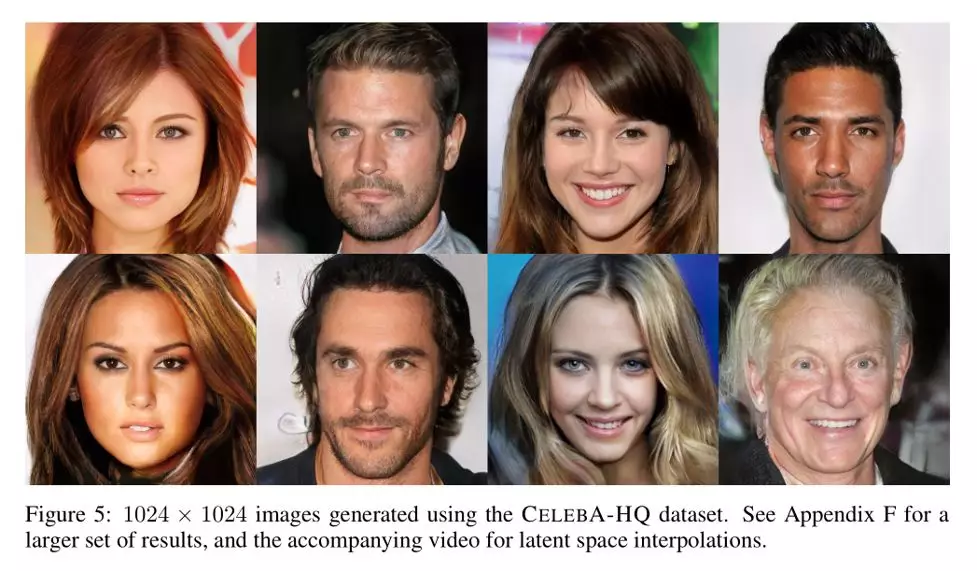 Figure 5: 1024 × 1024 images generated using the CELEBA-HQ dataset. See Appendix F for a
larger set of results, and the accompanying video for latent space interpolations.